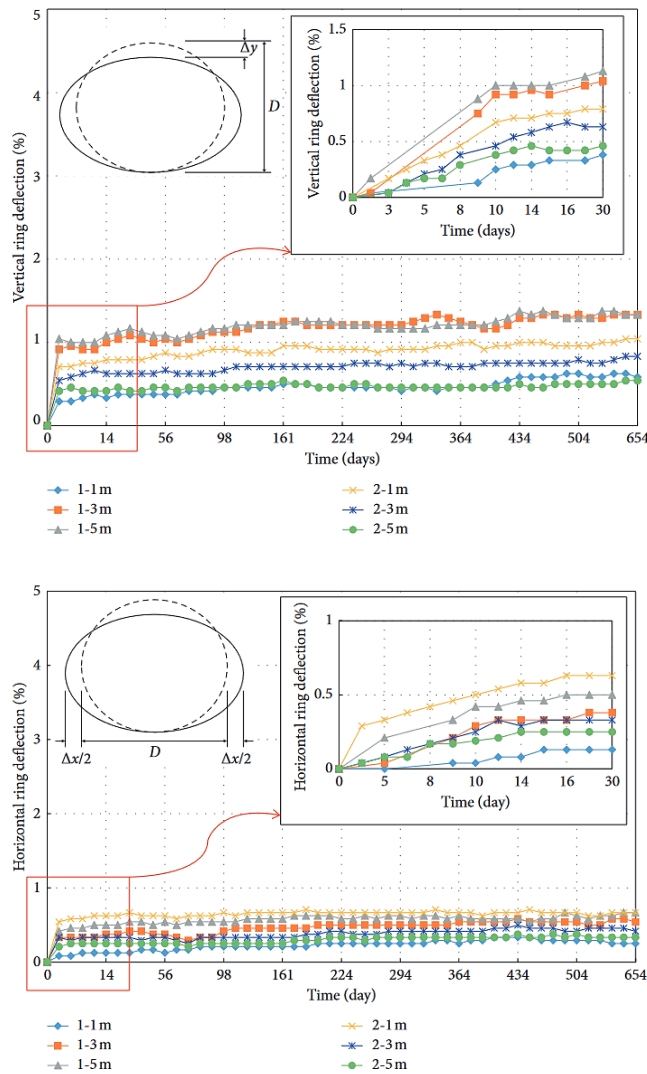 Vertical ring deflection (%)
5
4
3
2
1
0
Δy
D
Vertical ring deflection (%)
1.5
1
0.5
0
0 3 5 8 10 14 16 30
Time (days)
0 14 56 98 161 224 294 364 434 504 654
Time (days)
1-1 m
1-3 m
1-5 m
2-1 m
2-3 m
2-5 m
Horizontal ring deflection (%)
5
4
3
2
1
0
Δx/2
D
Δx/2
Horizontal ring deflection (%)
1
0.5
0
0 5 8 10 14 16 30
Time (day)
0 14 56 98 161 224 294 364 434 504 654
Time (day)
1-1 m
1-3 m
1-5 m
2-1 m
2-3 m
2-5 m